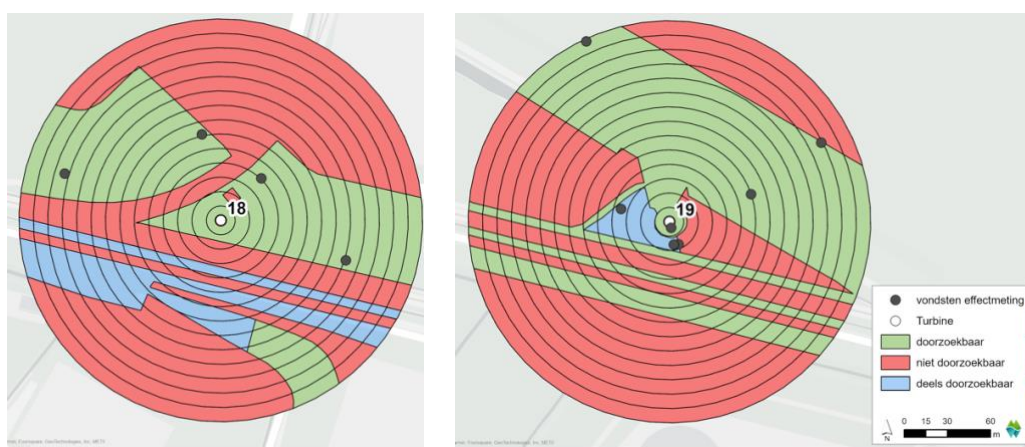 18
19
vondsten effectmeting
Turbine
doorzoekbaar
niet doorzoekbaar
deels doorzoekbaar
N
0 15 30 60
m